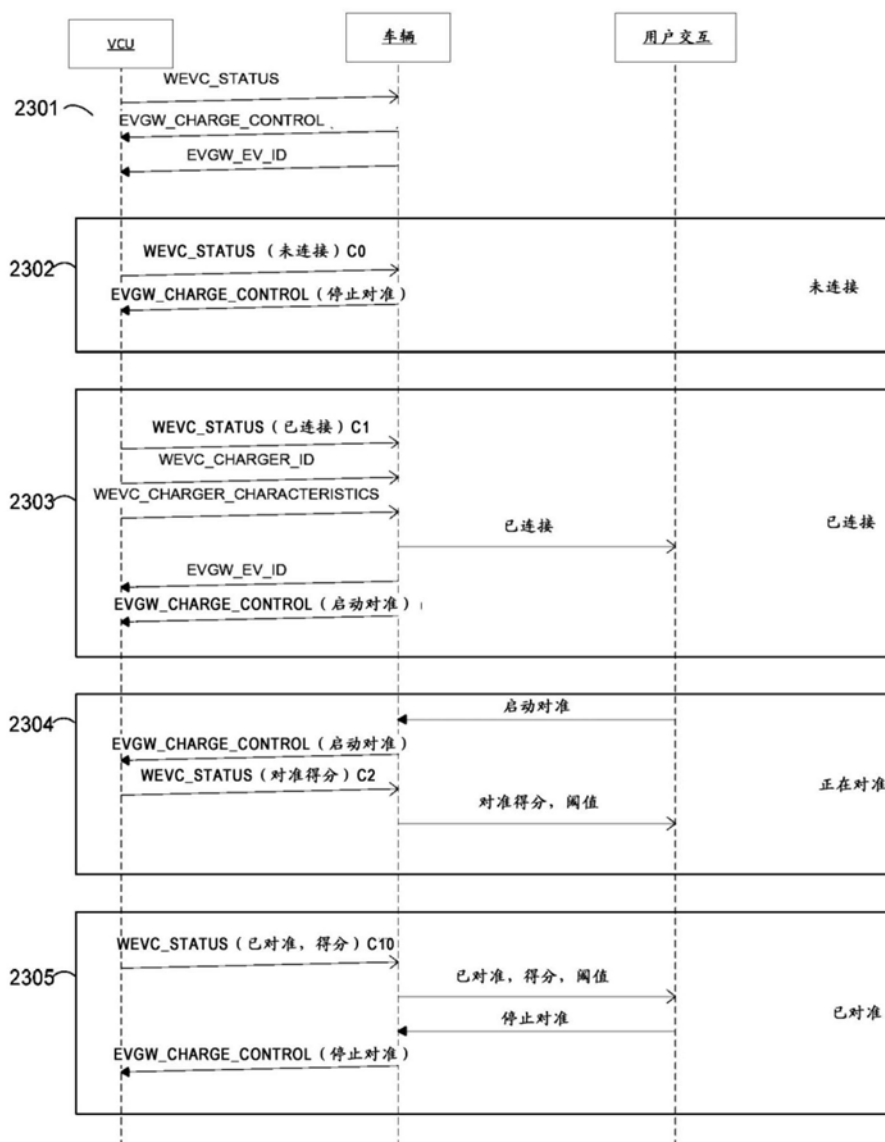 VCU
车辆
用户交互
WEVC_STATUS
2301
EVGW_CHARGE_CONTROL
EVGW_EV_ID
2302
WEVC_STATUS（未连接）C0
EVGW_CHARGE_CONTROL（停止对准）
未连接
2303
WEVC_STATUS（已连接）C1
WEVC_CHARGER_ID
WEVC_CHARGER_CHARACTERISTICS
已连接
已连接
EVGW_EV_ID
EVGW_CHARGE_CONTROL（启动对准）
2304
启动对准
EVGW_CHARGE_CONTROL（启动对准）
WEVC_STATUS（对准得分）C2
对准得分，阈值
正在对准
2305
WEVC_STATUS（已对准，得分）C10
已对准，得分，阈值
停止对准
已对准
EVGW_CHARGE_CONTROL（停止对准）